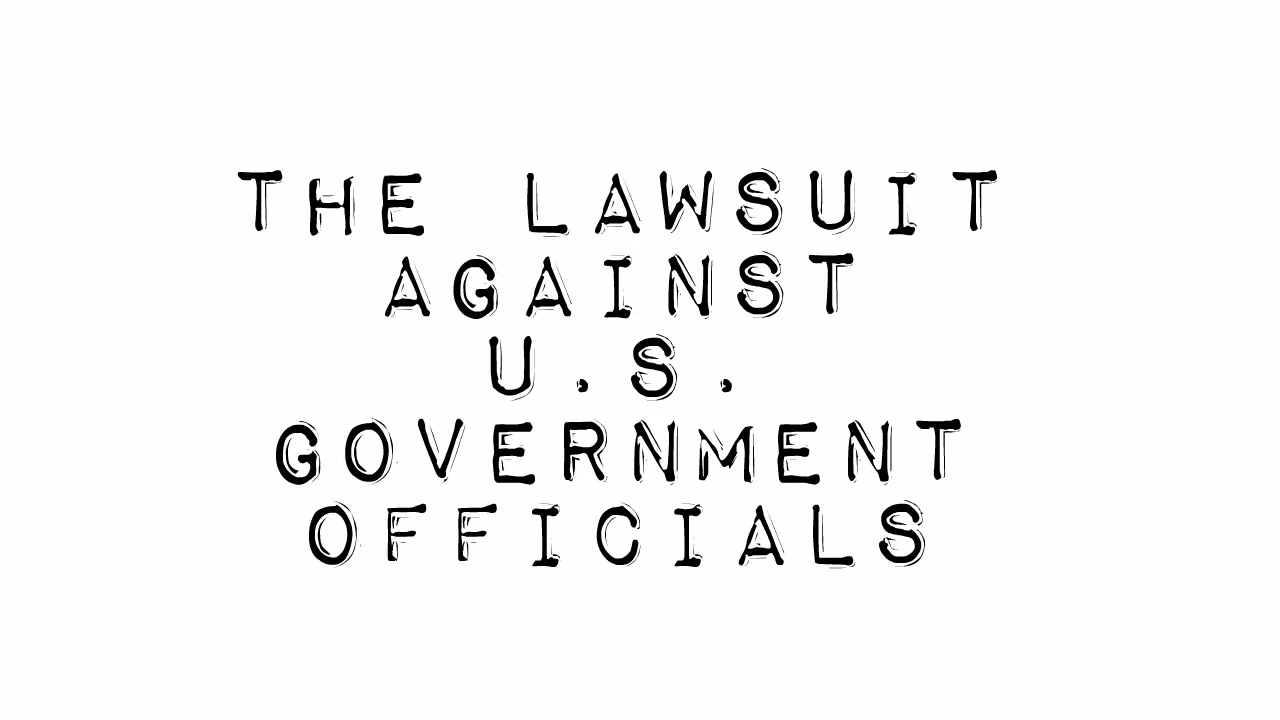 THE LAWSUIT
AGAINST
U.S.
GOVERNMENT
OFFICIALS